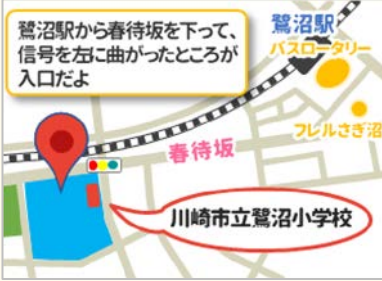 鷺沼駅から春待坂を下って、
信号を左に曲がったところが
入口だよ
鷺沼駅
バスロータリー
フレルさぎ沼
春待坂
川崎市立鷺沼小学校